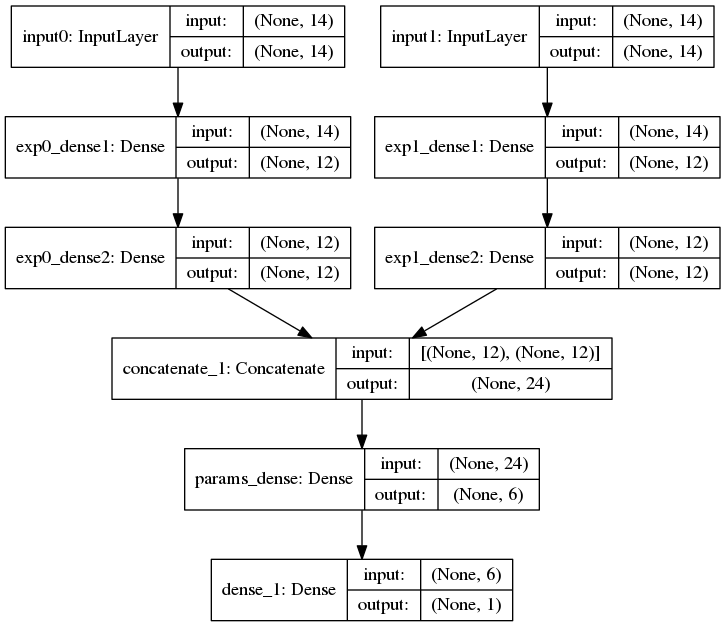 input0: InputLayer
input: (None, 14)
output: (None, 14)
input1: InputLayer
input: (None, 14)
output: (None, 14)
exp0_dense1: Dense
input: (None, 14)
output: (None, 12)
exp1_dense1: Dense
input: (None, 14)
output: (None, 12)
exp0_dense2: Dense
input: (None, 12)
output: (None, 12)
exp1_dense2: Dense
input: (None, 12)
output: (None, 12)
concatenate_1: Concatenate
input: [(None, 12), (None, 12)]
output: (None, 24)
params_dense: Dense
input: (None, 24)
output: (None, 6)
dense_1: Dense
input: (None, 6)
output: (None, 1)